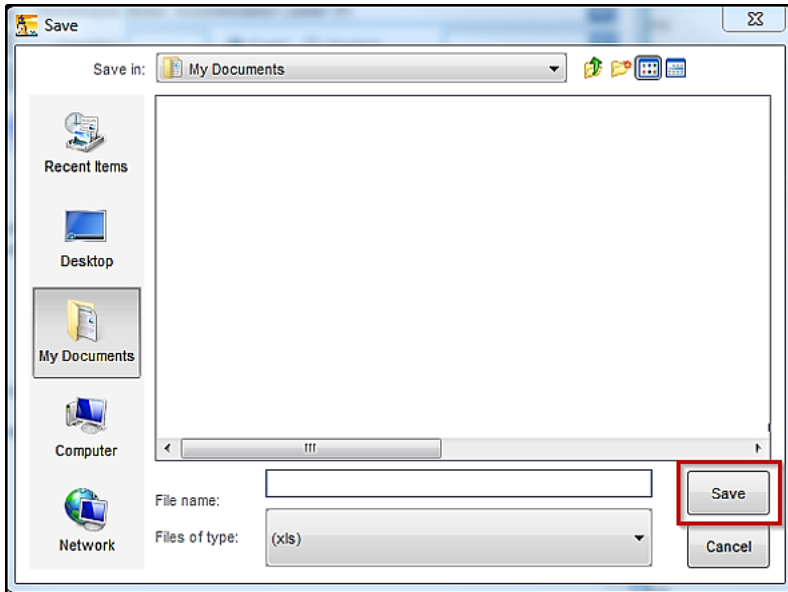 Save
Save in: My Documents
Recent Items
Desktop
My Documents
Computer
Network
File name:
Save
Files of type: (xls)
Cancel